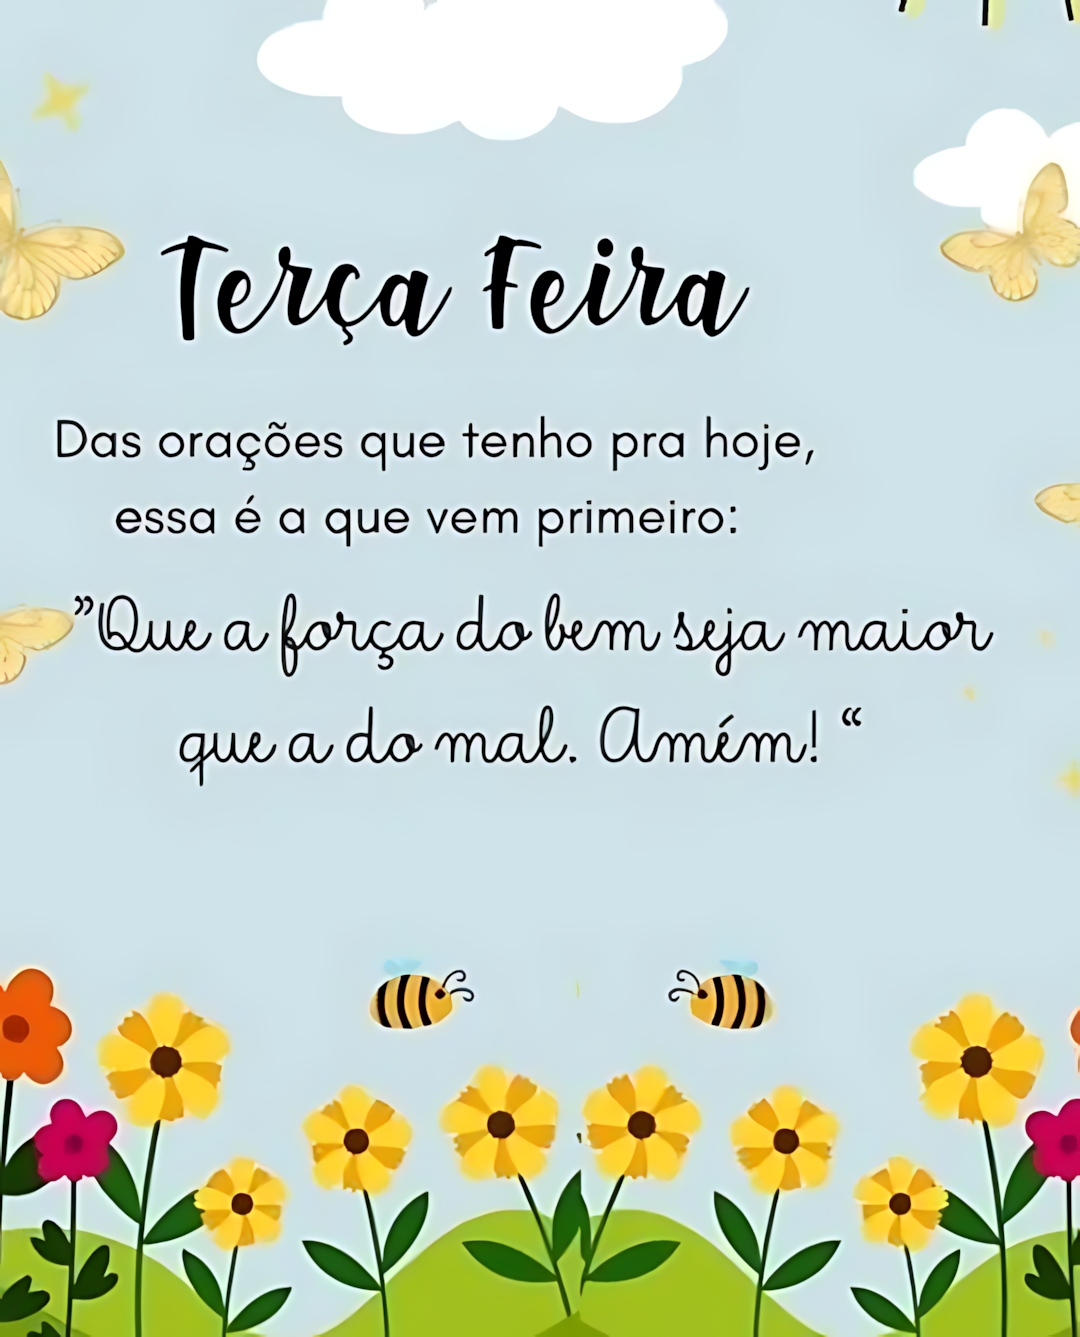 Terça Feira
Das orações que tenho pra hoje,
essa é a que vem primeiro:
”Que a força do bem seja maior
que a do mal. Amém! “